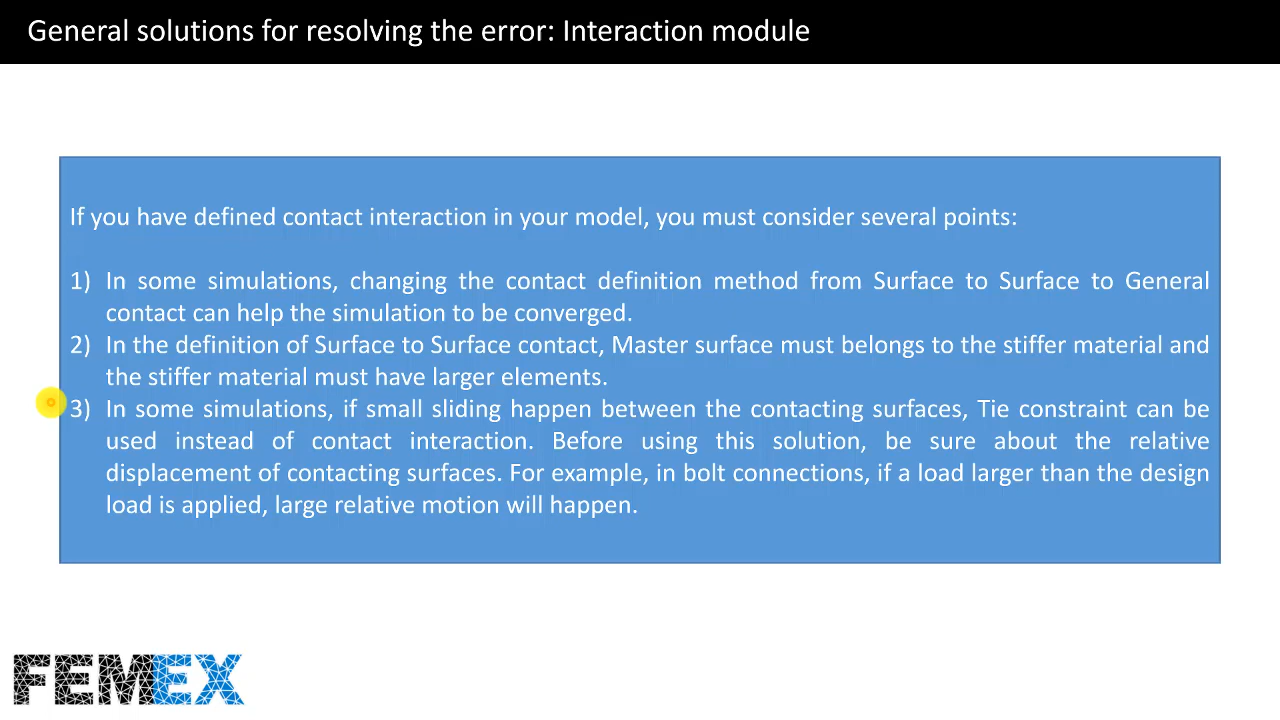 General solutions for resolving the error: Interaction module
If you have defined contact interaction in your model, you must consider several points:
1) In some simulations, changing the contact definition method from Surface to Surface to General
contact can help the simulation to be converged.
2) In the definition of Surface to Surface contact, Master surface must belongs to the stiffer material and
the stiffer material must have larger elements.
3) In some simulations, if small sliding happen between the contacting surfaces, Tie constraint can be
used instead of contact interaction. Before using this solution, be sure about the relative
displacement of contacting surfaces. For example, in bolt connections, if a load larger than the design
load is applied, large relative motion will happen.
FEMEX